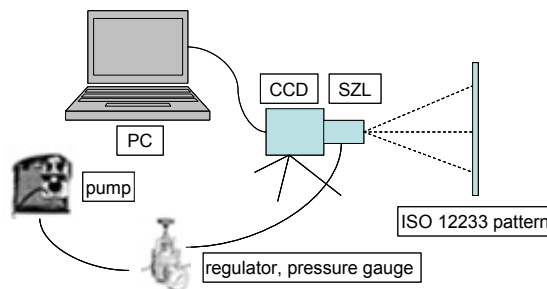 CCD
SZL
PC
pump
ISO 12233 pattern
regulator, pressure gauge